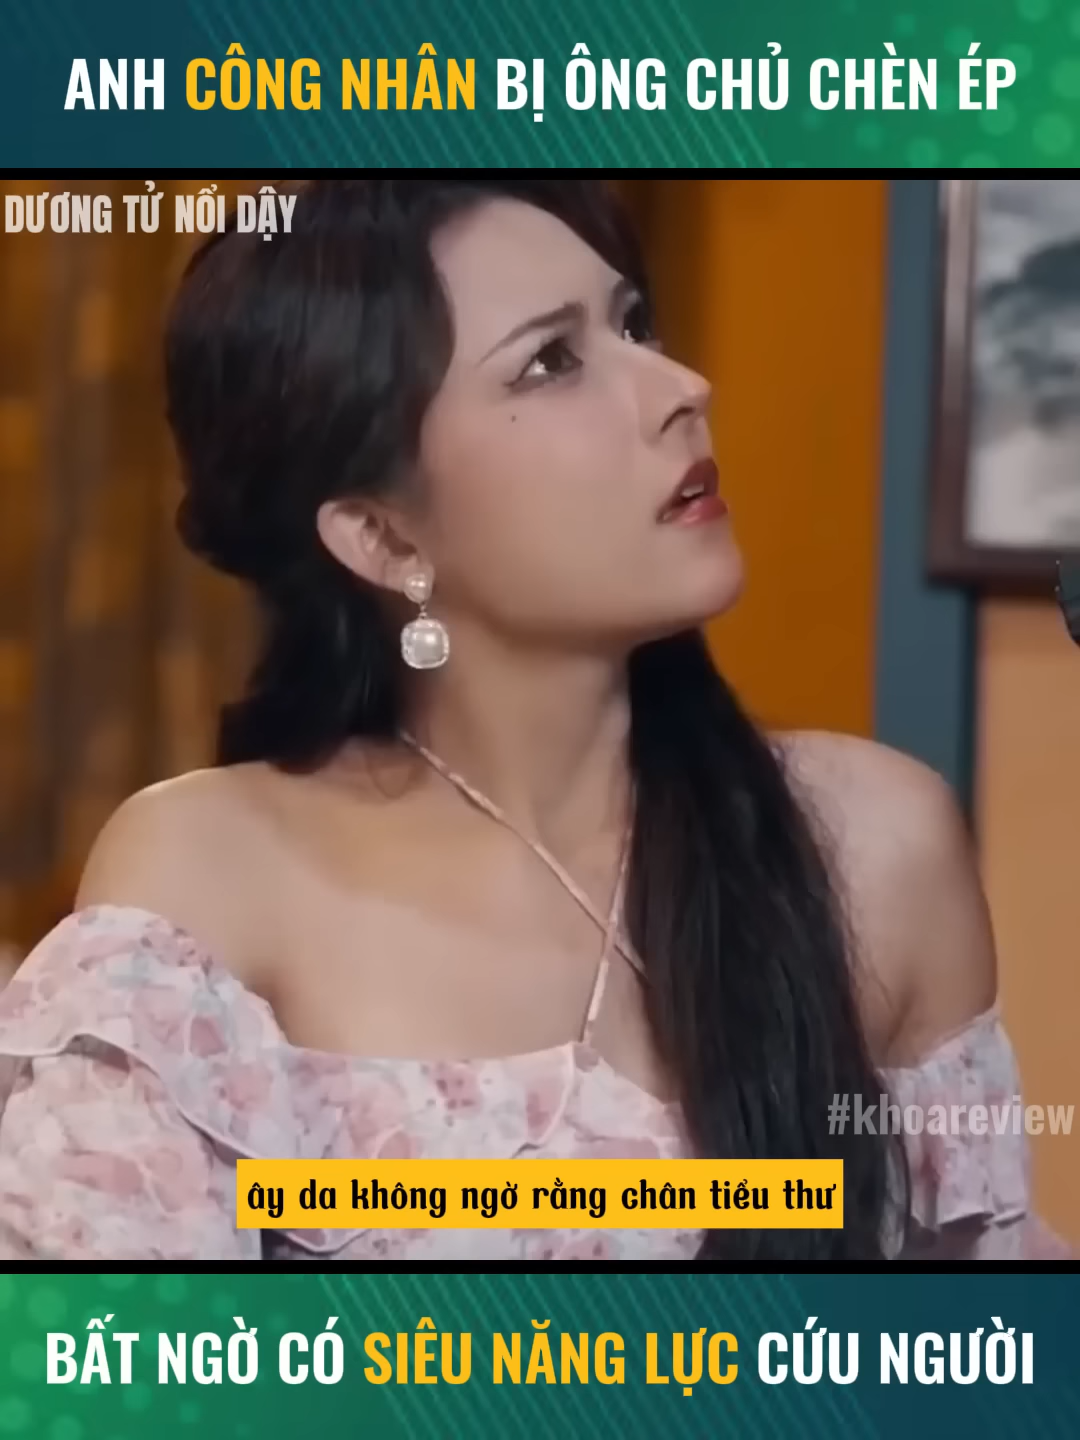 ANH CÔNG NHÂN BỊ ÔNG CHỦ CHÈN ÉP
DƯƠNG TỬ NỔI DẬY
#khoareview
ây da không ngờ rằng chân tiểu thư
BẤT NGỜ CÓ SIÊU NĂNG LỰC CỨU NGƯỜI